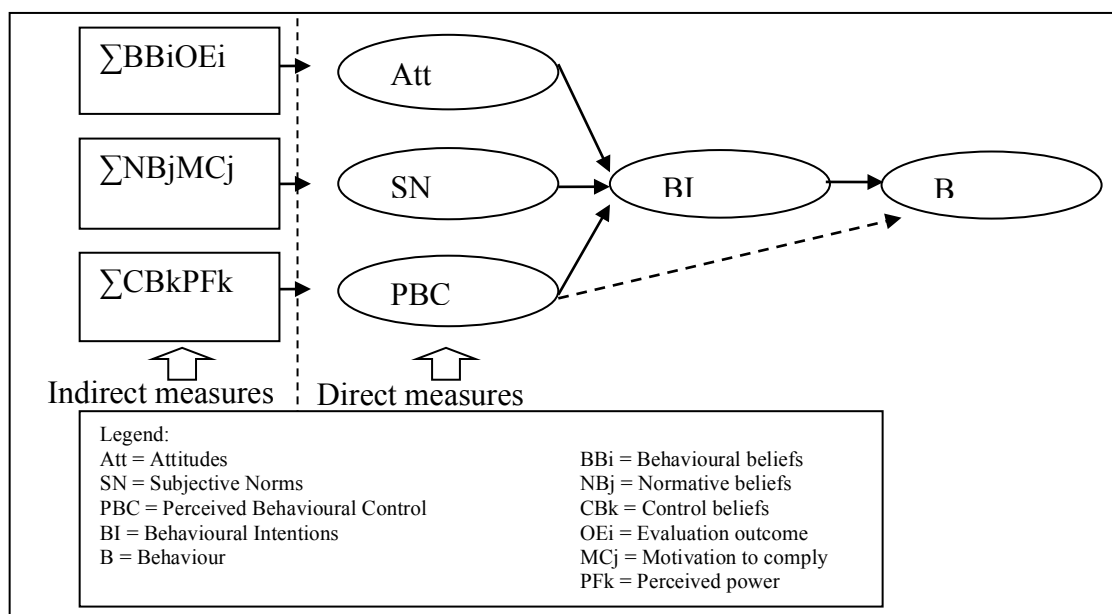 ∑BBiOEi
Att
∑NBjMCj
SN
BI
B
∑CBkPFk
PBC
Indirect measures
Direct measures
Legend:
Att = Attitudes
SN = Subjective Norms
PBC = Perceived Behavioural Control
BI = Behavioural Intentions
B = Behaviour
BBi = Behavioural beliefs
NBj = Normative beliefs
CBk = Control beliefs
OEi = Evaluation outcome
MCj = Motivation to comply
PFk = Perceived power